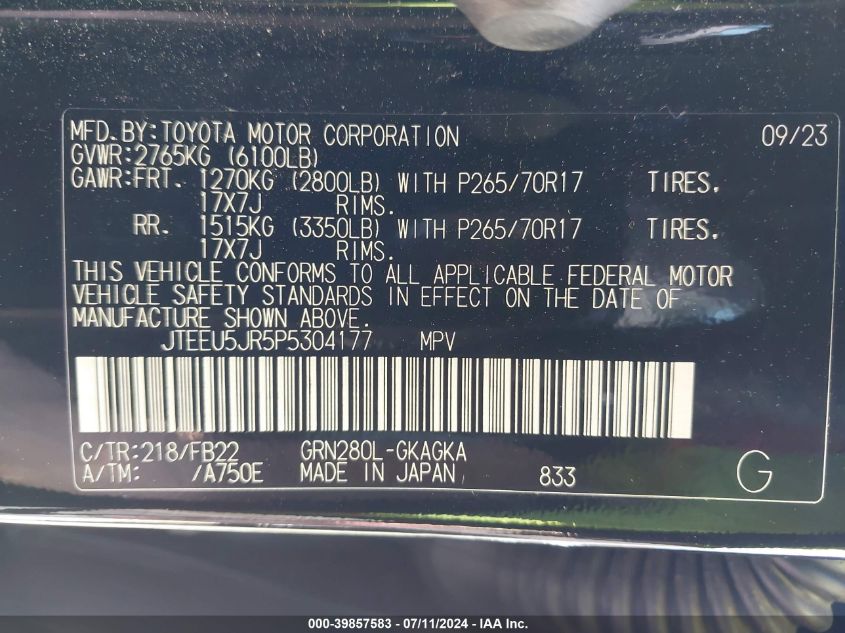 MFD.BY:TOYOTA MOTOR CORPORATION 09/23
GVWR:2765KG (6100LB)
GAWR:FRT. 1270KG (2800LB) WITH P265/70R17 TIRES.
17X7J RIMS.
RR. 1515KG (3350LB) WITH P265/70R17 TIRES.
17X7J RIMS.
THIS VEHICLE CONFORMS TO ALL APPLICABLE FEDERAL MOTOR
VEHICLE SAFETY STANDARDS IN EFFECT ON THE DATE OF
MANUFACTURE SHOWN ABOVE.
JTEEU5JR5P5304177 MPV
C/TR:218/FB22 GRN280L-GKAGKA
A/TM: /A750E MADE IN JAPAN 833 G
000-39857583 - 07/11/2024 - IAA Inc.